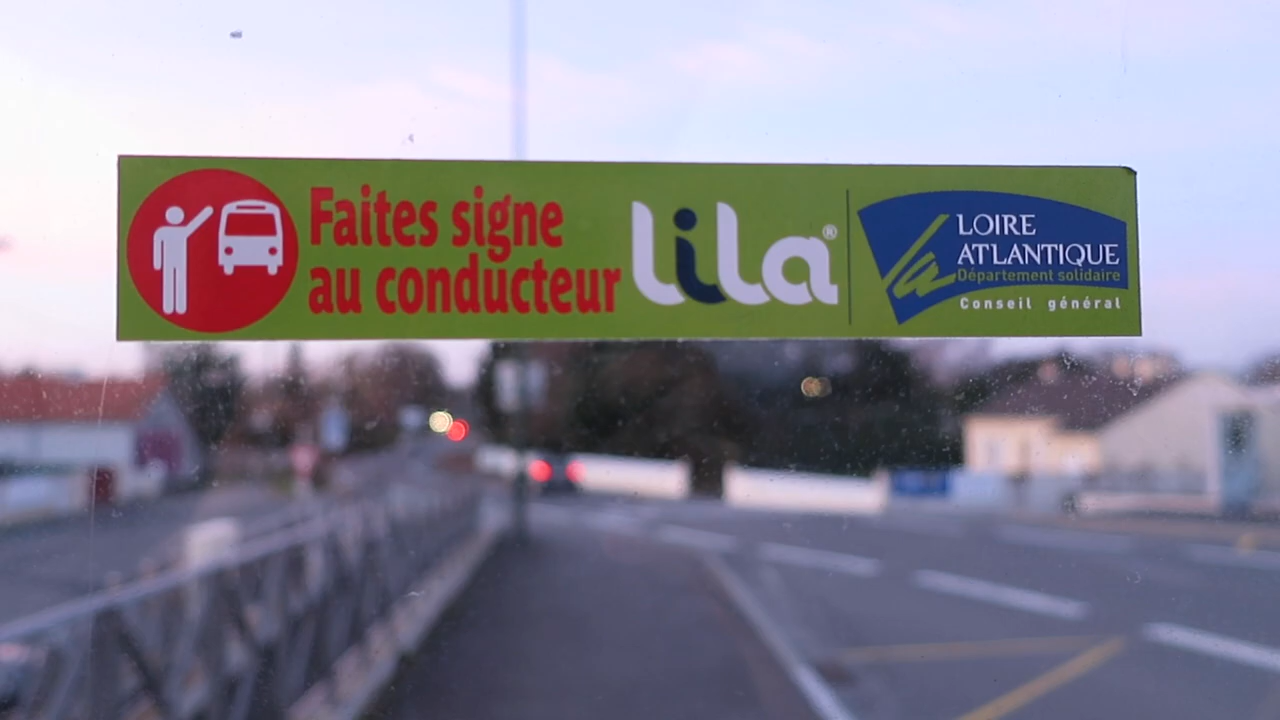 Faites signe
au conducteur
lila®
LOIRE
ATLANTIQUE
Département solidaire
Conseil général